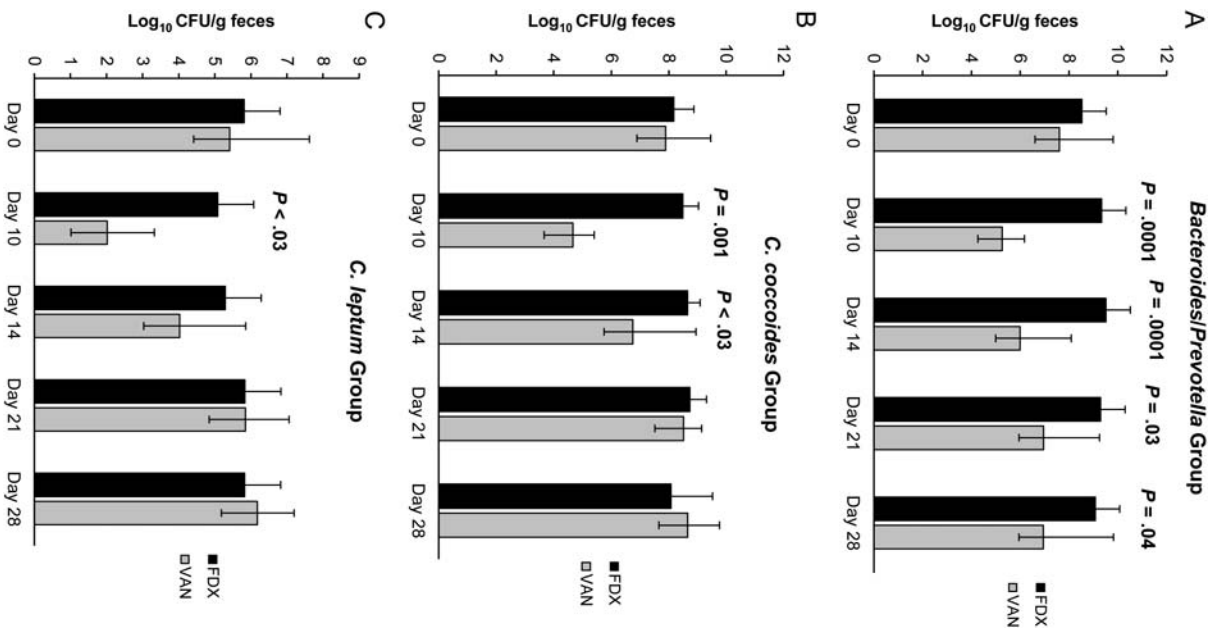 A
Bacteroides/Prevotella Group
Log10 CFU/g feces
12
10
8
6
4
2
0
P = .0001
P = .0001
P = .03
P = .04
Day 0
Day 10
Day 14
Day 21
Day 28
FDX
VAN
B
C. coccoides Group
Log10 CFU/g feces
12
10
8
6
4
2
0
P = .001
P < .03
Day 0
Day 10
Day 14
Day 21
Day 28
FDX
VAN
C
C. leptum Group
Log10 CFU/g feces
8
7
6
5
4
3
2
1
0
P < .03
Day 0
Day 10
Day 14
Day 21
Day 28
FDX
VAN